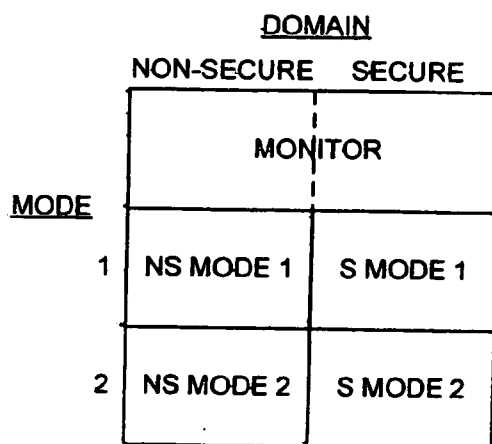 DOMAIN
NON-SECURE SECURE
MONITOR
MODE
1 NS MODE 1 S MODE 1
2 NS MODE 2 S MODE 2